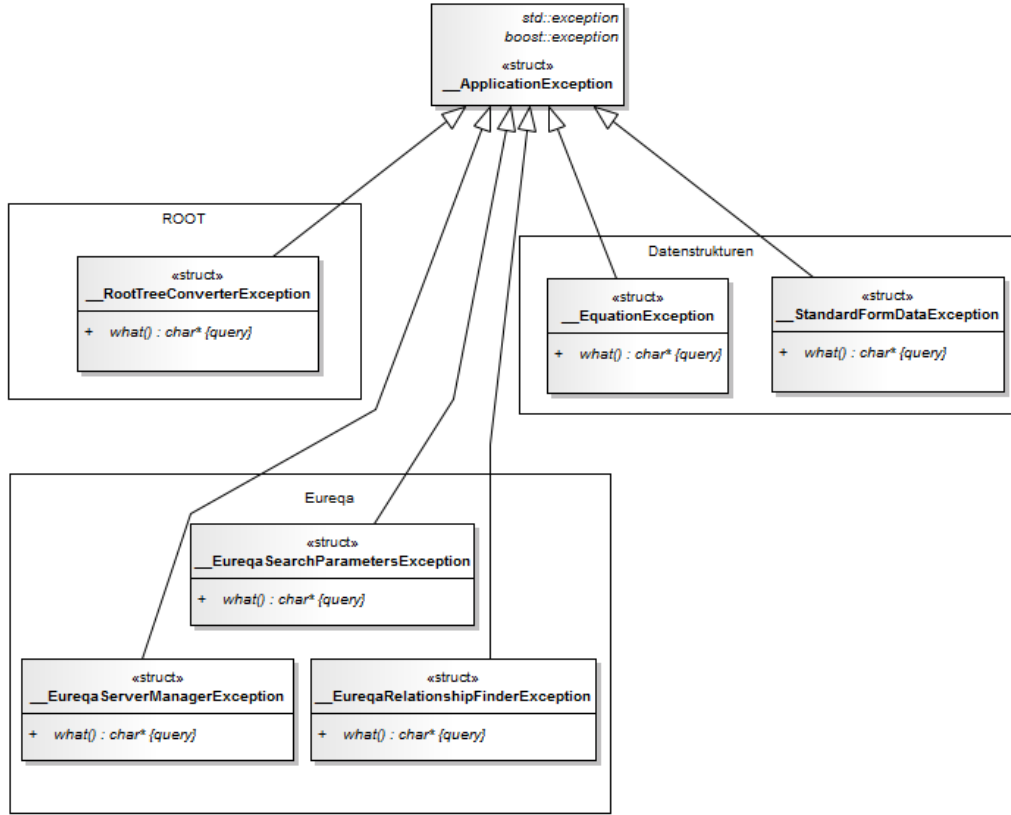 std::exception
boost::exception
«struct»
__ApplicationException
ROOT
«struct»
__RootTreeConverterException
+ what() : char* {query}
Datenstrukturen
«struct»
__EquationException
+ what() : char* {query}
«struct»
__StandardFormDataException
+ what() : char* {query}
Eureqa
«struct»
__EureqaSearchParametersException
+ what() : char* {query}
«struct»
__EureqaServerManagerException
+ what() : char* {query}
«struct»
__EureqaRelationshipFinderException
+ what() : char* {query}